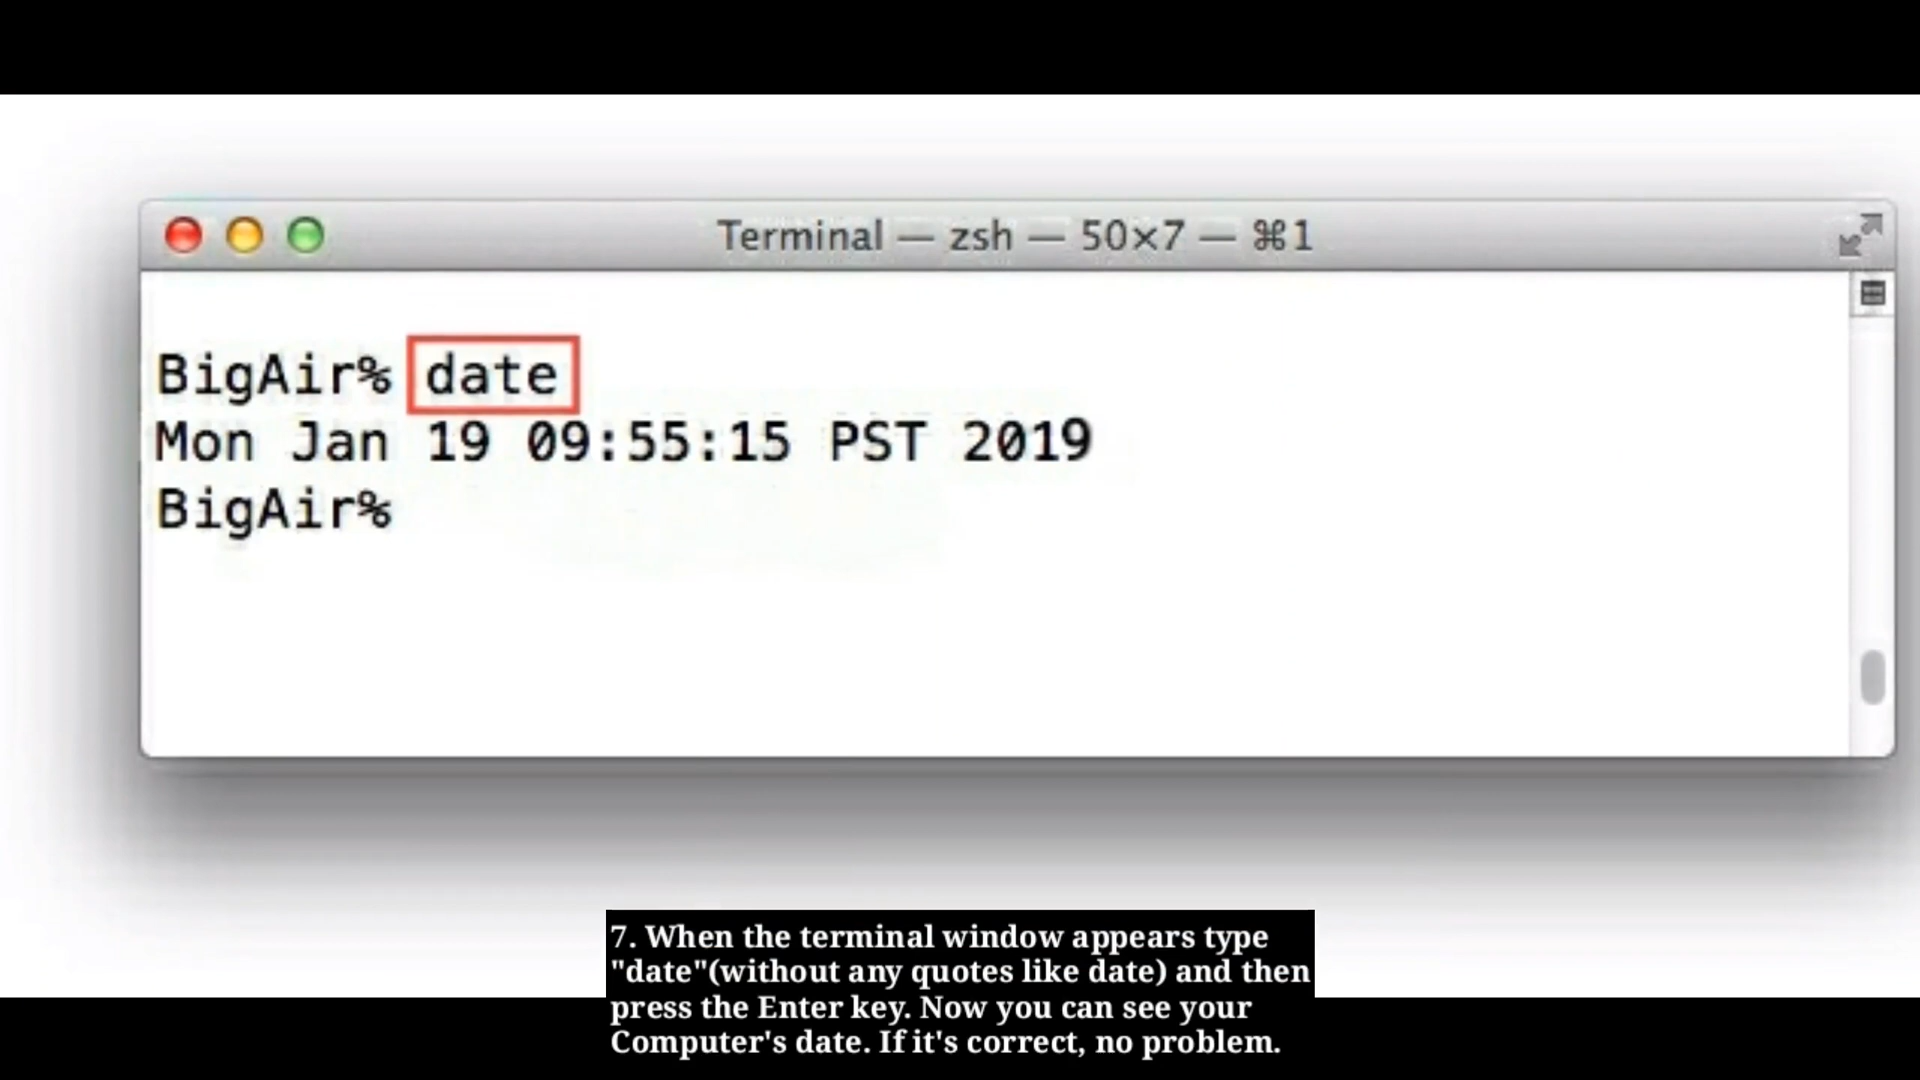 Terminal — zsh — 50×7 — ⌘1
BigAir% date
Mon Jan 19 09:55:15 PST 2019
BigAir%
7. When the terminal window appears type
"date"(without any quotes like date) and then
press the Enter key. Now you can see your
Computer's date. If it's correct, no problem.